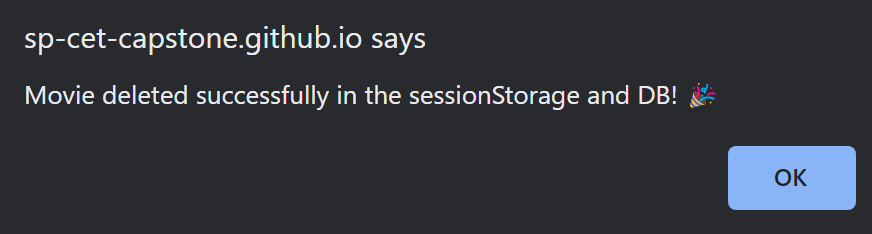 sp-cet-capstone.github.io says
Movie deleted successfully in the sessionStorage and DB! 🎉
OK